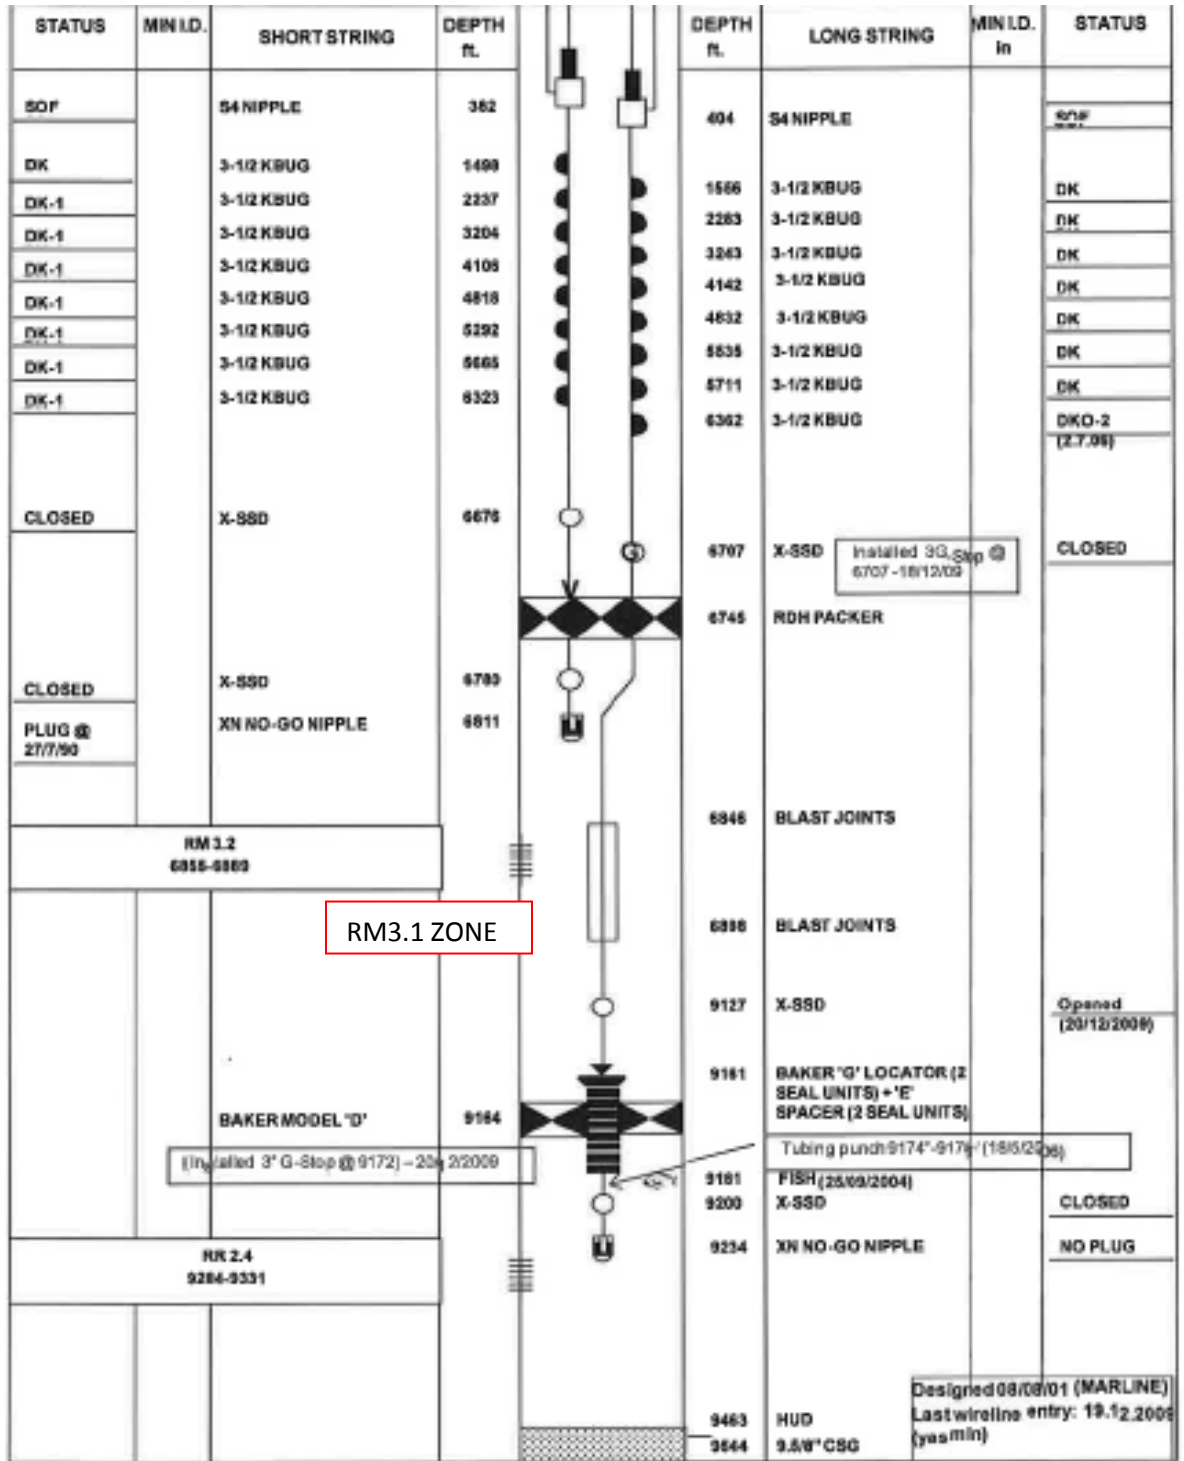 STATUS MIN I.D. SHORT STRING DEPTH ft. DEPTH ft. LONG STRING MIN I.D. in STATUS
SOF S4 NIPPLE 382
404 S4 NIPPLE SOF
DK 3-1/2 KBUG 1498
1566 3-1/2 KBUG DK
DK-1 3-1/2 KBUG 2237
2283 3-1/2 KBUG DK
DK-1 3-1/2 KBUG 3204
3243 3-1/2 KBUG DK
DK-1 3-1/2 KBUG 4108
4142 3-1/2 KBUG DK
DK-1 3-1/2 KBUG 4818
4832 3-1/2 KBUG DK
DK-1 3-1/2 KBUG 5292
5535 3-1/2 KBUG DK
DK-1 3-1/2 KBUG 5665
5711 3-1/2 KBUG DK
DK-1 3-1/2 KBUG 6323
6362 3-1/2 KBUG DKO-2
(2.7.06)
CLOSED X-SSD 6676
6707 X-SSD Installed 3G-Stop @ CLOSED
6707 -18/12/09
6745 RDH PACKER
CLOSED X-SSD 6780
PLUG @ XN NO-GO NIPPLE 6811
27/7/90
6846 BLAST JOINTS
RM 3.2
6855-6889
RM3.1 ZONE
6898 BLAST JOINTS
9127 X-SSD Opened
(20/12/2009)
9161 BAKER 'G' LOCATOR (2
SEAL UNITS) + 'E'
SPACER (2 SEAL UNITS)
BAKER MODEL "D" 9164
Tubing punch 9174"-9176' (18/5/2006)
(Installed 3" G-Stop @ 9172) - 20/12/2009
9181 FISH (25/09/2004)
9200 X-SSD CLOSED
9234 XN NO-GO NIPPLE NO PLUG
RR 2.4
9284-9331
Designed 08/08/01 (MARLINE)
Last wireline entry: 19.12.2009
(yasmin)
9463 HUD
9644 9.5/8" CSG